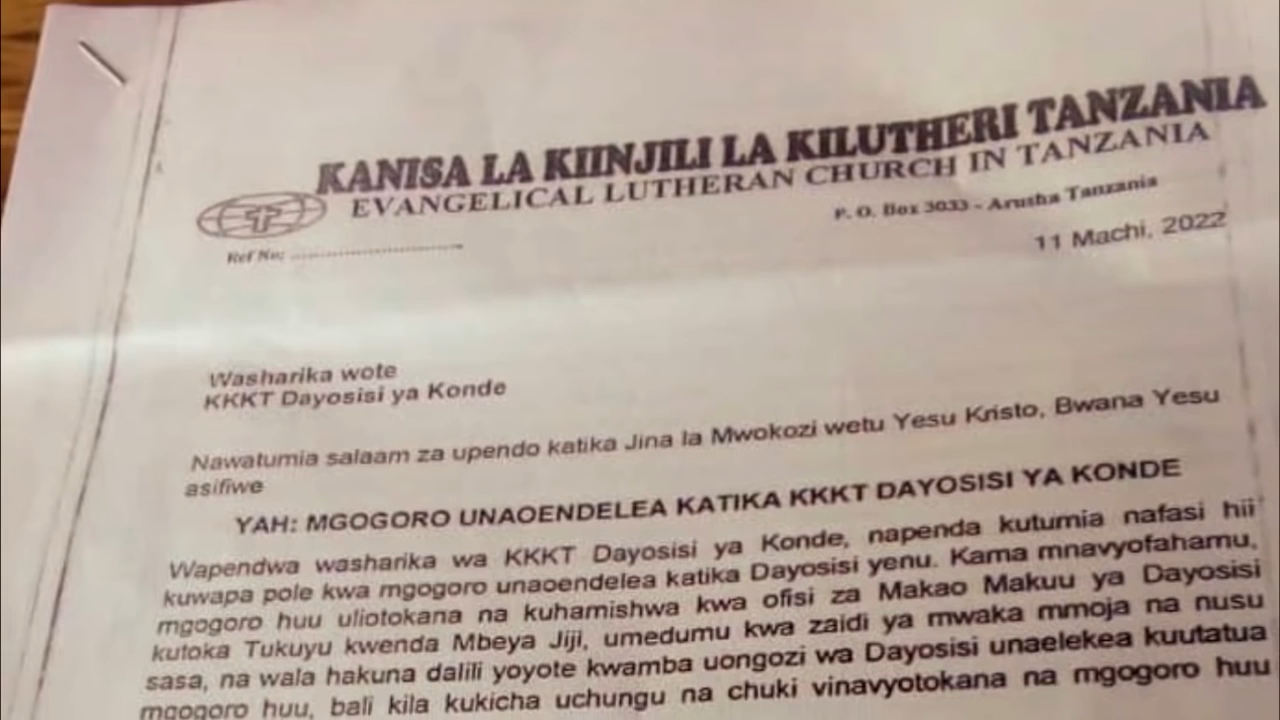 KANISA LA KIINJILI LA KILUTHERI TANZANIA
EVANGELICAL LUTHERAN CHURCH IN TANZANIA
P. O. Box 3033 - Arusha Tanzania
Ref No: ................................
11 Machi, 2022
Washarika wote
KKKT Dayosisi ya Konde
Nawatumia salaam za upendo katika Jina la Mwokozi wetu Yesu Kristo, Bwana Yesu
asifiwe
YAH: MGOGORO UNAOENDELEA KATIKA KKKT DAYOSISI YA KONDE
Wapendwa washarika wa KKKT Dayosisi ya Konde, napenda kutumia nafasi hii
kuwapa pole kwa mgogoro unaoendelea katika Dayosisi yenu. Kama mnavyofahamu,
mgogoro huu uliotokana na kuhamishwa kwa ofisi za Makao Makuu ya Dayosisi
kutoka Tukuyu kwenda Mbeya Jiji, umedumu kwa zaidi ya mwaka mmoja na nusu
sasa, na wala hakuna dalili yoyote kwamba uongozi wa Dayosisi unaelekea kuutatua
mgogoro huu, bali kila kukicha uchungu na chuki vinavyotokana na mgogoro huu